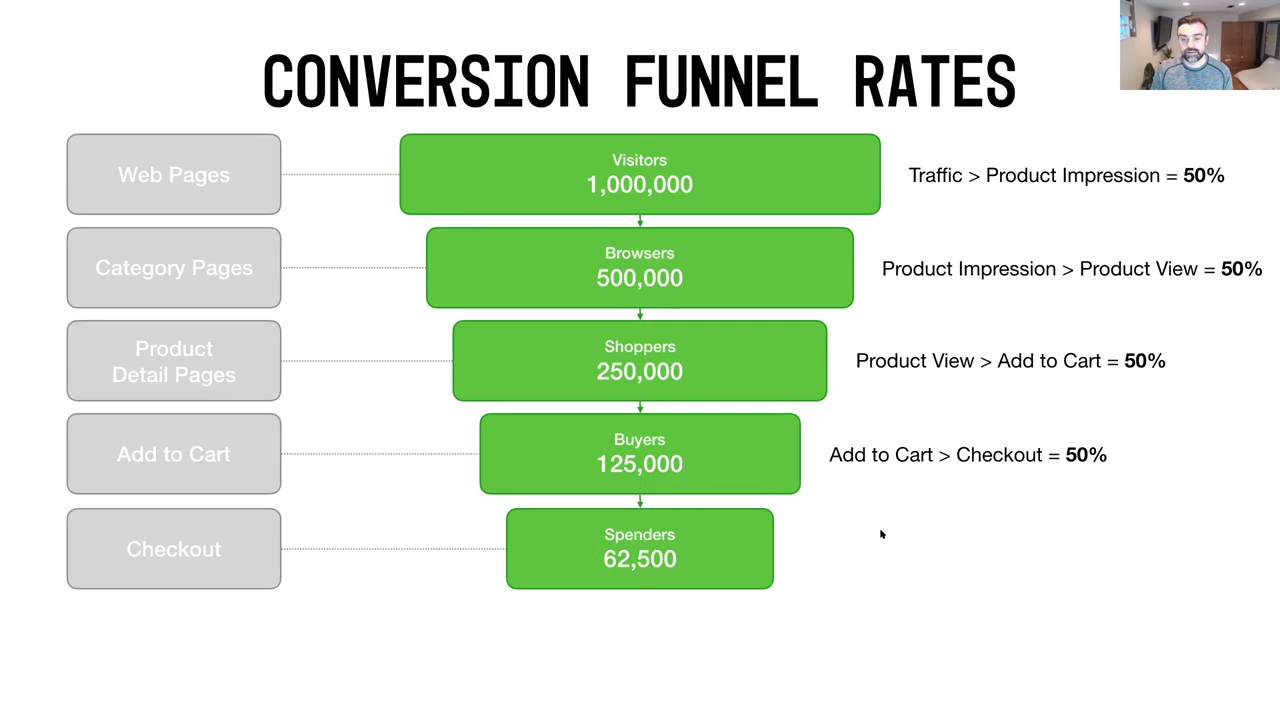 CONVERSION FUNNEL RATES
Web Pages
Visitors
1,000,000
Traffic > Product Impression = 50%
Category Pages
Browsers
500,000
Product Impression > Product View = 50%
Product
Detail Pages
Shoppers
250,000
Product View > Add to Cart = 50%
Add to Cart
Buyers
125,000
Add to Cart > Checkout = 50%
Checkout
Spenders
62,500